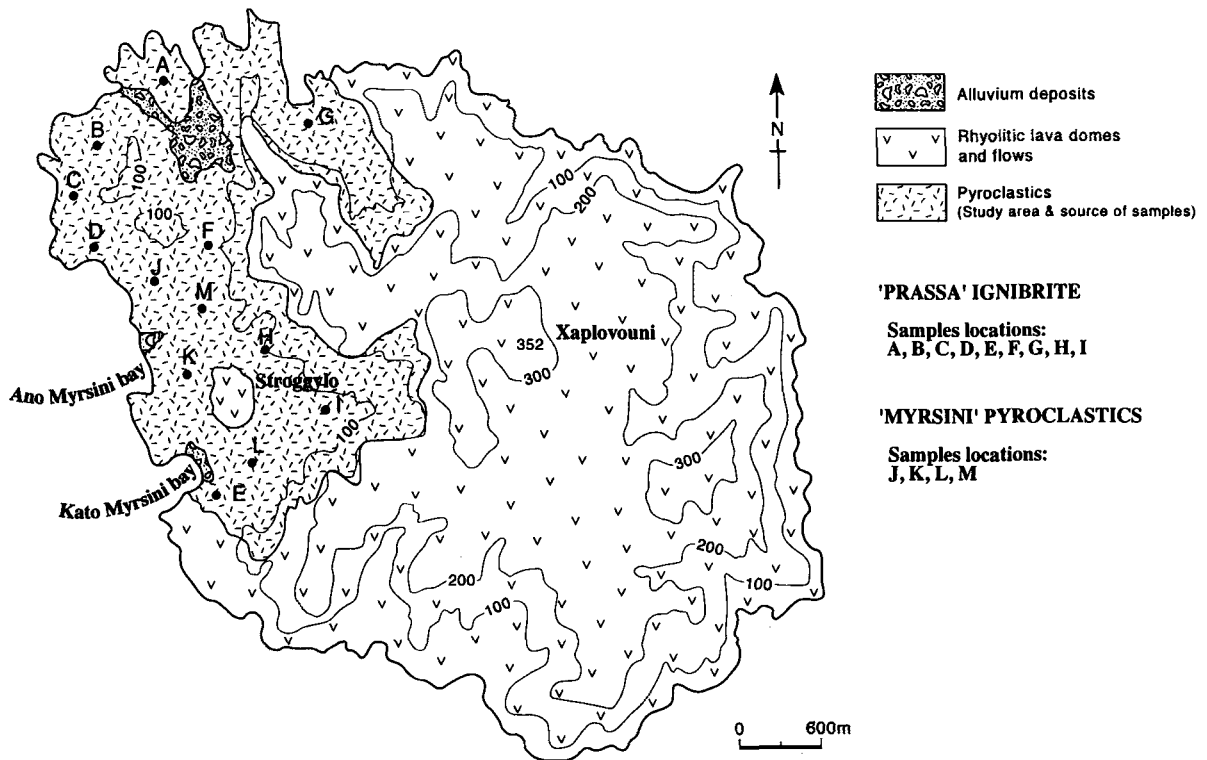 A
B
C
D
G
F
J
M
H
K
Stroggylo
I
L
E
100
100
100
200
100
352
300
Xaplovouni
300
200
100
200
100
Ano Myrsini bay
Kato Myrsini bay
N
Alluvium deposits
Rhyolitic lava domes
and flows
Pyroclastics
(Study area & source of samples)
'PRASSA' IGNIBRITE
Samples locations:
A, B, C, D, E, F, G, H, I
'MYRSINI' PYROCLASTICS
Samples locations:
J, K, L, M
0 600m